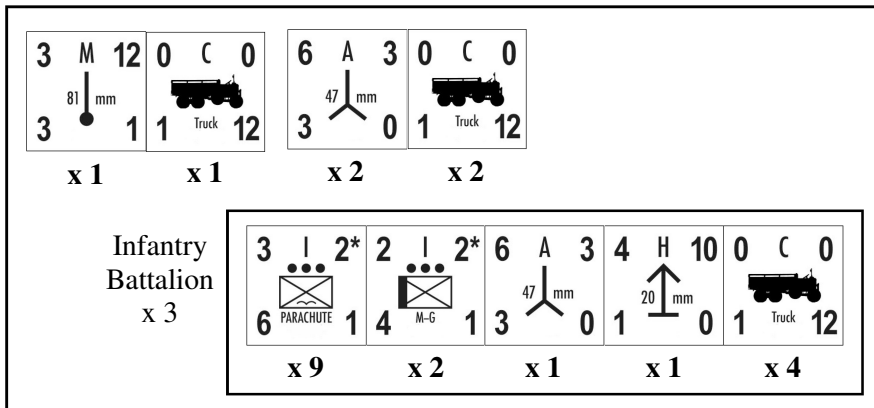 3 M 12 0 C 0 6 A 3 0 C 0
81 mm 47 mm
3 1 1 Truck 12 3 0 1 Truck 12
x 1 x 1 x 2 x 2
Infantry
Battalion
x 3
3 I 2* 2 I 2* 6 A 3 4 H 10 0 C 0
47 mm 20 mm
6 PARACHUTE 1 4 M-G 1 3 0 1 0 1 Truck 12
x 9 x 2 x 1 x 1 x 4